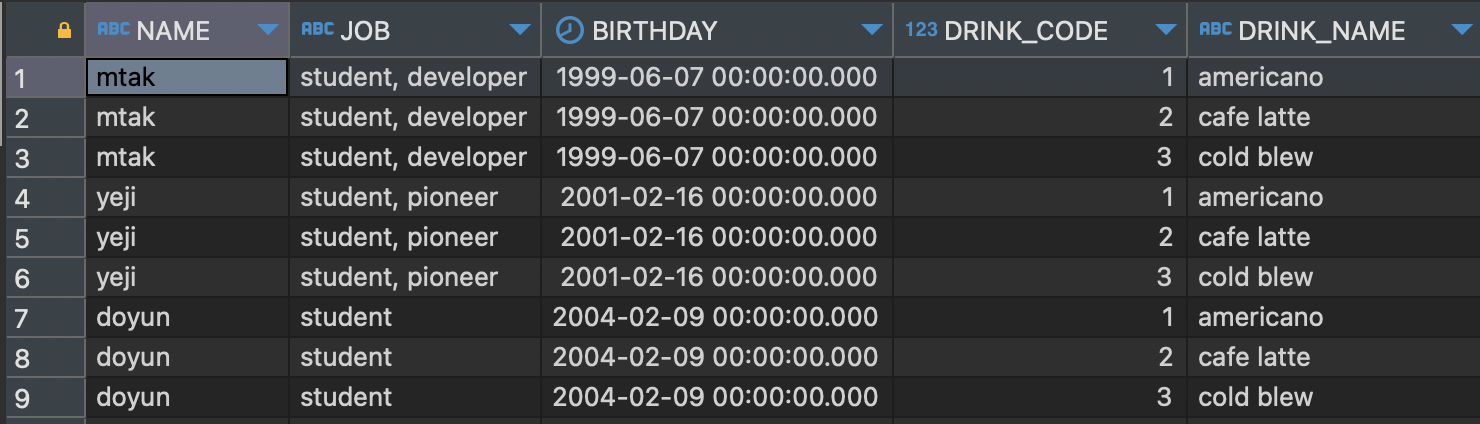 ABC NAME ABC JOB BIRTHDAY 123 DRINK_CODE ABC DRINK_NAME
1 mtak student, developer 1999-06-07 00:00:00.000 1 americano
2 mtak student, developer 1999-06-07 00:00:00.000 2 cafe latte
3 mtak student, developer 1999-06-07 00:00:00.000 3 cold blew
4 yeji student, pioneer 2001-02-16 00:00:00.000 1 americano
5 yeji student, pioneer 2001-02-16 00:00:00.000 2 cafe latte
6 yeji student, pioneer 2001-02-16 00:00:00.000 3 cold blew
7 doyun student 2004-02-09 00:00:00.000 1 americano
8 doyun student 2004-02-09 00:00:00.000 2 cafe latte
9 doyun student 2004-02-09 00:00:00.000 3 cold blew